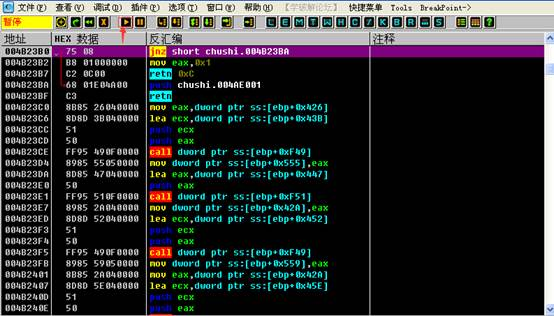 文件(F) 查看(V) 调试(D) 插件(P) 选项(T) 窗口(W) 帮助(H) [学破解论坛] 快捷菜单 Tools BreakPoint->
暂停 L E M T W H C P K B R ... S
地址 HEX 数据 反汇编 注释
004B23B0 75 08 jnz short chushi.004B23BA
004B23B2 B8 01000000 mov eax,0x1
004B23B7 C2 0C00 retn 0xC
004B23BA 68 01E04A00 push chushi.004AE001
004B23BF C3 retn
004B23C0 8B85 26040000 mov eax,dword ptr ss:[ebp+0x426]
004B23C6 8D8D 3B040000 lea ecx,dword ptr ss:[ebp+0x43B]
004B23CC 51 push ecx
004B23CD 50 push eax
004B23CE FF95 490F0000 call dword ptr ss:[ebp+0xF49]
004B23D4 8985 55050000 mov dword ptr ss:[ebp+0x555],eax
004B23DA 8D85 47040000 lea eax,dword ptr ss:[ebp+0x447]
004B23E0 50 push eax
004B23E1 FF95 510F0000 call dword ptr ss:[ebp+0xF51]
004B23E7 8985 2A040000 mov dword ptr ss:[ebp+0x42A],eax
004B23ED 8D8D 52040000 lea ecx,dword ptr ss:[ebp+0x452]
004B23F3 51 push ecx
004B23F4 50 push eax
004B23F5 FF95 490F0000 call dword ptr ss:[ebp+0xF49]
004B23FB 8985 59050000 mov dword ptr ss:[ebp+0x559],eax
004B2401 8B85 2A040000 mov eax,dword ptr ss:[ebp+0x42A]
004B2407 8D8D 5E040000 lea ecx,dword ptr ss:[ebp+0x45E]
004B240D 51 push ecx
004B240E 50 push eax